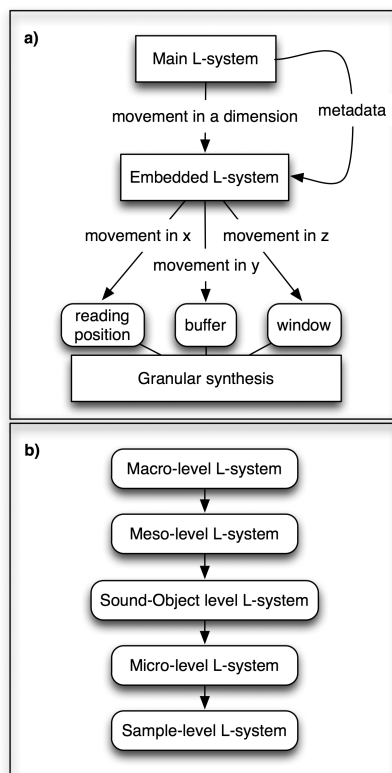 a)
Main L-system
metadata
movement in a dimension
Embedded L-system
movement in x
movement in z
movement in y
reading
position
buffer
window
Granular synthesis
b)
Macro-level L-system
Meso-level L-system
Sound-Object level L-system
Micro-level L-system
Sample-level L-system